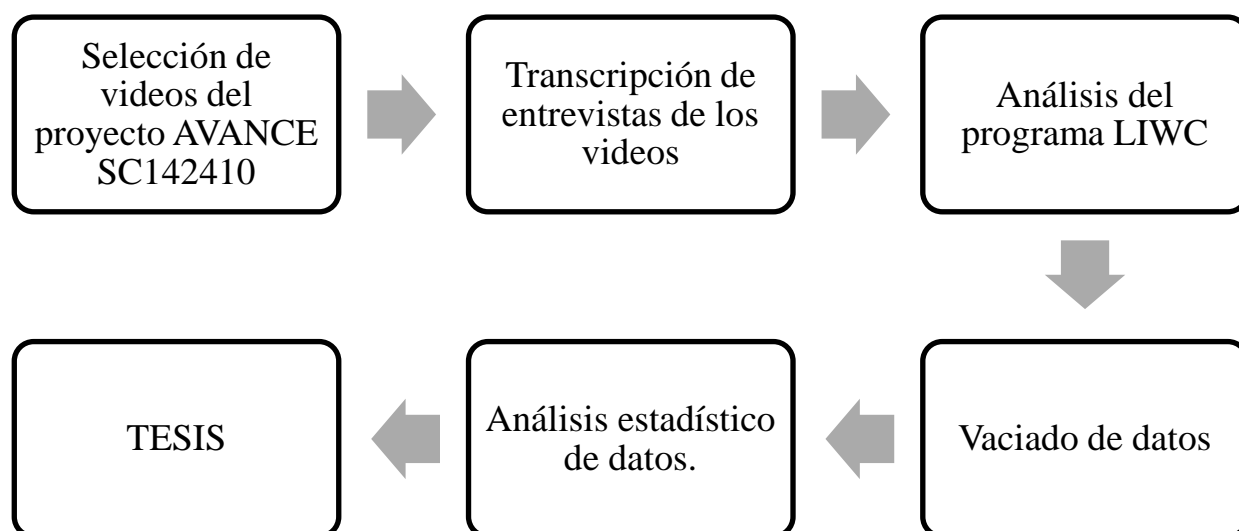 Selección de
videos del
proyecto AVANCE
SC142410
Transcripción de
entrevistas de los
videos
Análisis del
programa LIWC
Vaciado de datos
Análisis estadístico
de datos.
TESIS